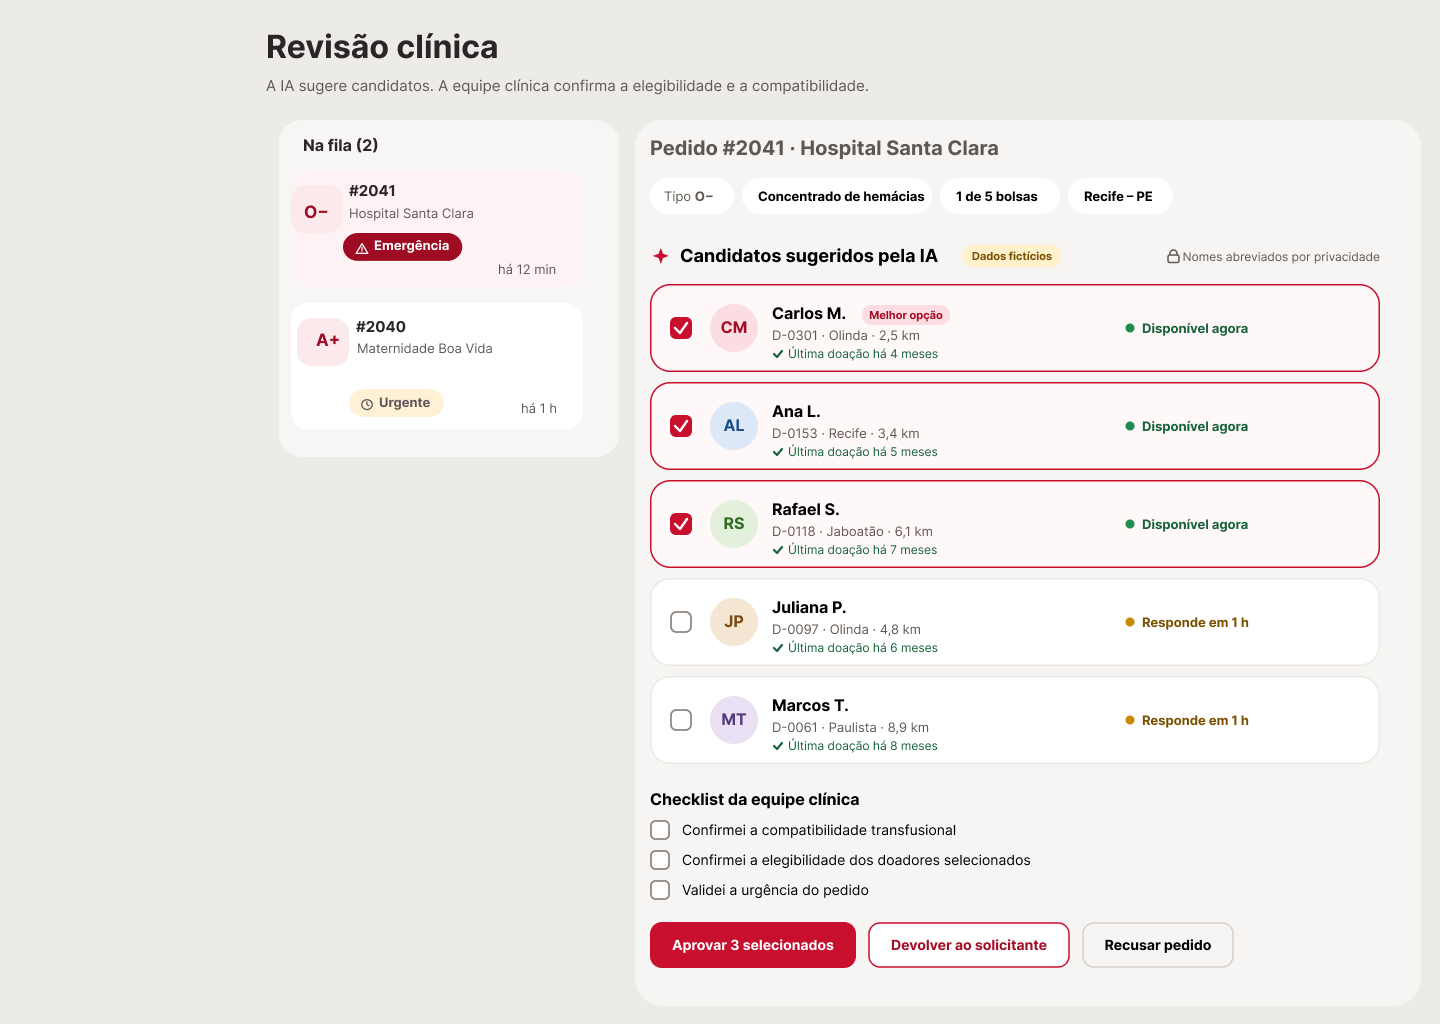 Revisão clínica
A IA sugere candidatos. A equipe clínica confirma a elegibilidade e a compatibilidade.
Na fila (2)
O−
#2041
Hospital Santa Clara
Emergência
há 12 min
A+
#2040
Maternidade Boa Vida
Urgente
há 1 h
Pedido #2041 · Hospital Santa Clara
Tipo O−
Concentrado de hemácias
1 de 5 bolsas
Recife – PE
Candidatos sugeridos pela IA
Dados fictícios
Nomes abreviados por privacidade
CM
Carlos M.
Melhor opção
D-0301 · Olinda · 2,5 km
Última doação há 4 meses
Disponível agora
AL
Ana L.
D-0153 · Recife · 3,4 km
Última doação há 5 meses
Disponível agora
RS
Rafael S.
D-0118 · Jaboatão · 6,1 km
Última doação há 7 meses
Disponível agora
JP
Juliana P.
D-0097 · Olinda · 4,8 km
Última doação há 6 meses
Responde em 1 h
MT
Marcos T.
D-0061 · Paulista · 8,9 km
Última doação há 8 meses
Responde em 1 h
Checklist da equipe clínica
Confirmei a compatibilidade transfusional
Confirmei a elegibilidade dos doadores selecionados
Validei a urgência do pedido
Aprovar 3 selecionados
Devolver ao solicitante
Recusar pedido